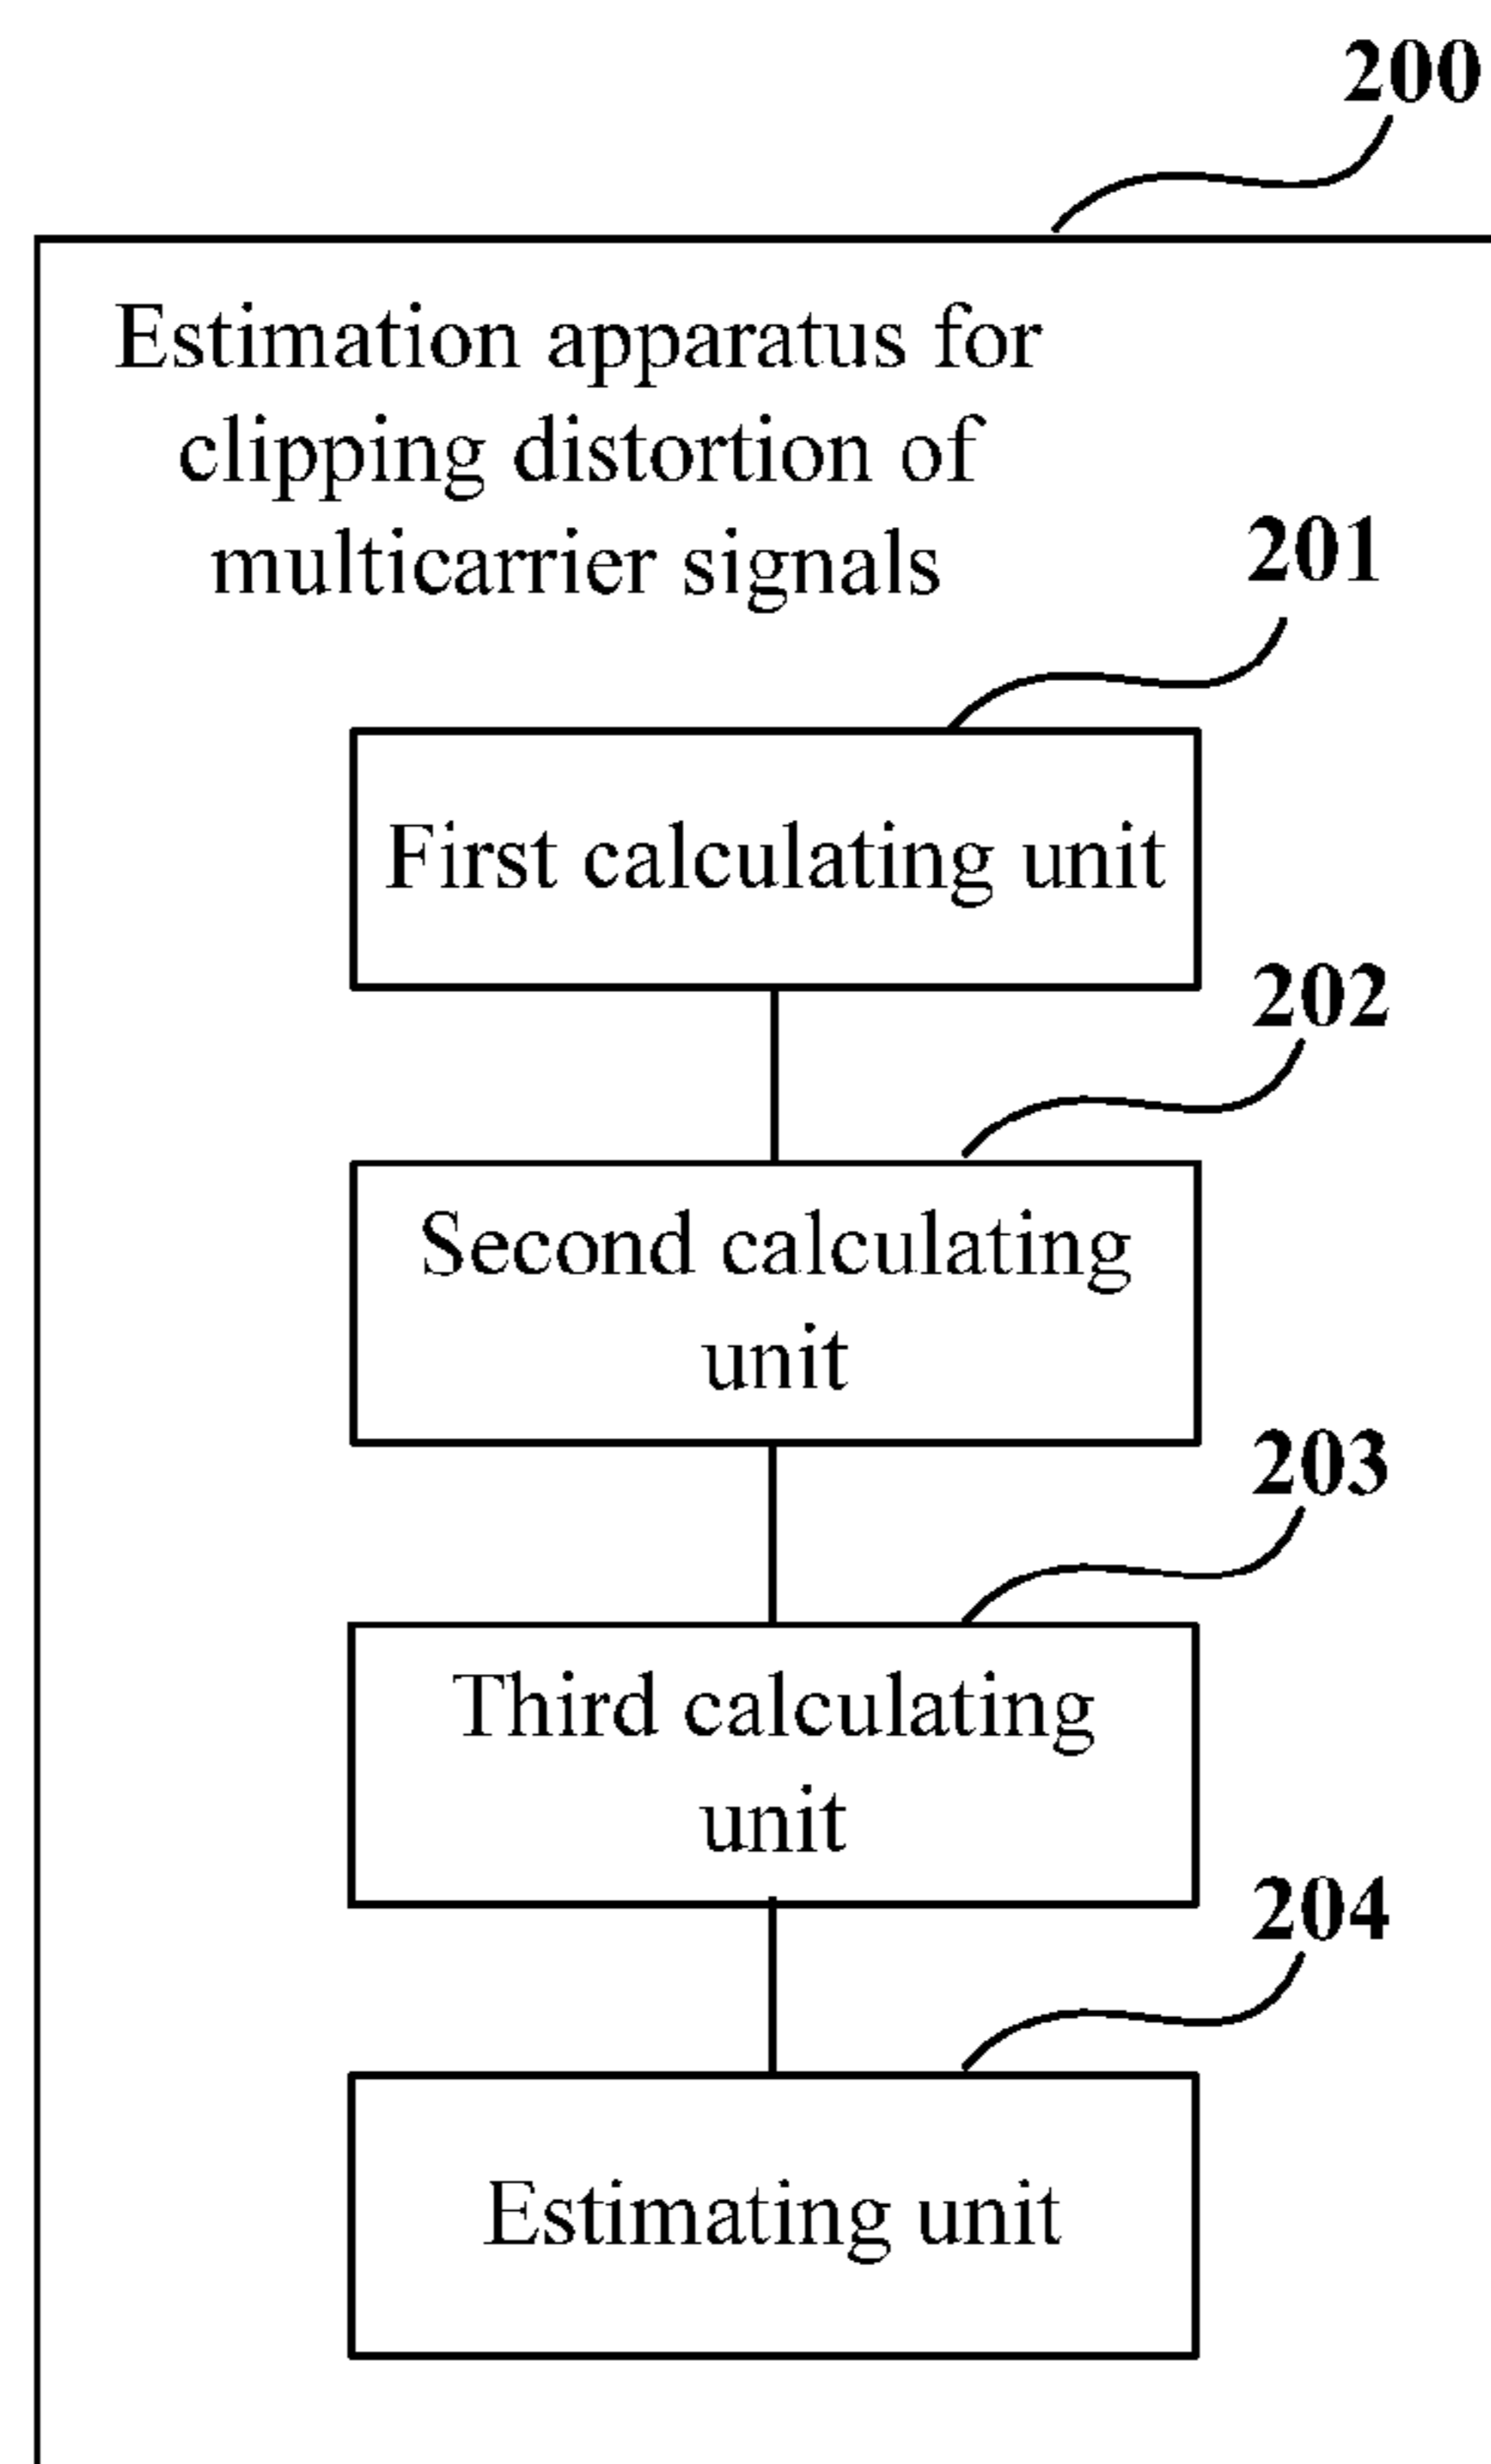 200
Estimation apparatus for
clipping distortion of
multicarrier signals
201
First calculating unit
202
Second calculating
unit
203
Third calculating
unit
204
Estimating unit